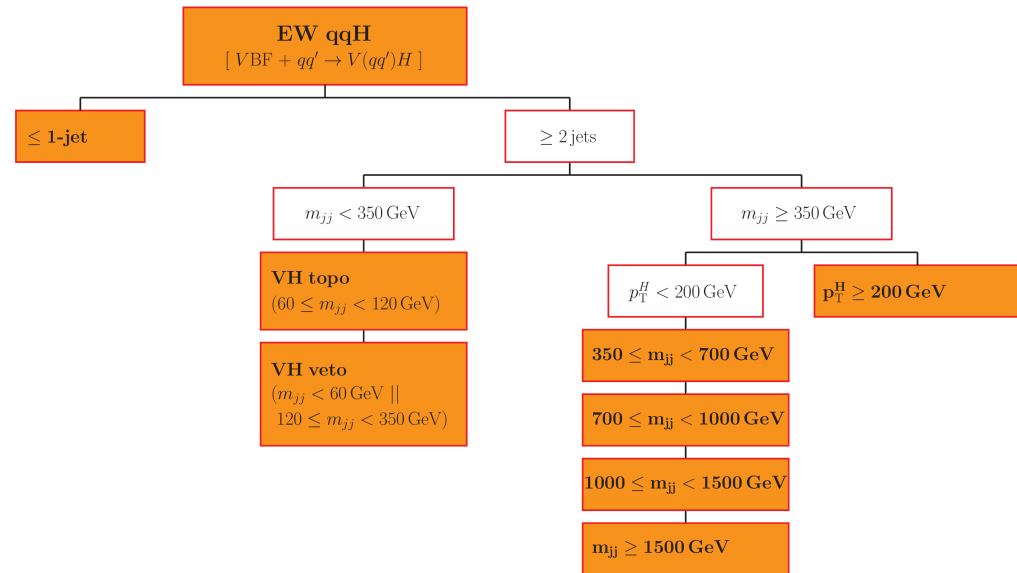 EW qqH
[ VBF + qq′ → V(qq′)H ]
≤ 1-jet
≥ 2 jets
m_jj < 350 GeV
m_jj ≥ 350 GeV
VH topo
(60 ≤ m_jj < 120 GeV)
VH veto
(m_jj < 60 GeV ||
120 ≤ m_jj < 350 GeV)
p_T^H < 200 GeV
p_T^H ≥ 200 GeV
350 ≤ m_jj < 700 GeV
700 ≤ m_jj < 1000 GeV
1000 ≤ m_jj < 1500 GeV
m_jj ≥ 1500 GeV